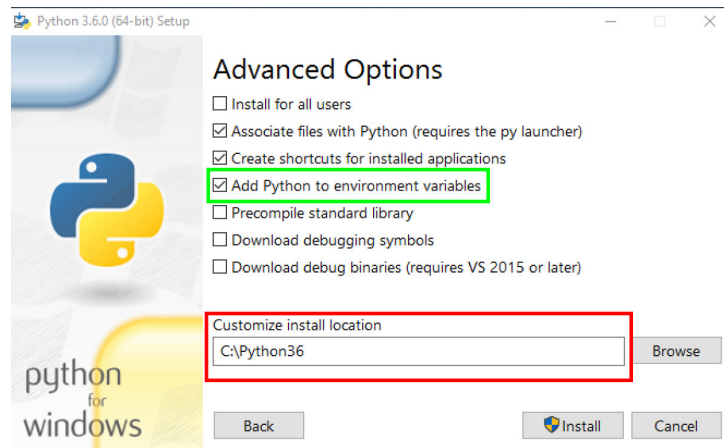 Python 3.6.0 (64-bit) Setup
Advanced Options
Install for all users
Associate files with Python (requires the py launcher)
Create shortcuts for installed applications
Add Python to environment variables
Precompile standard library
Download debugging symbols
Download debug binaries (requires VS 2015 or later)
Customize install location
C:\Python36
Browse
python
for
windows
Back
Install
Cancel